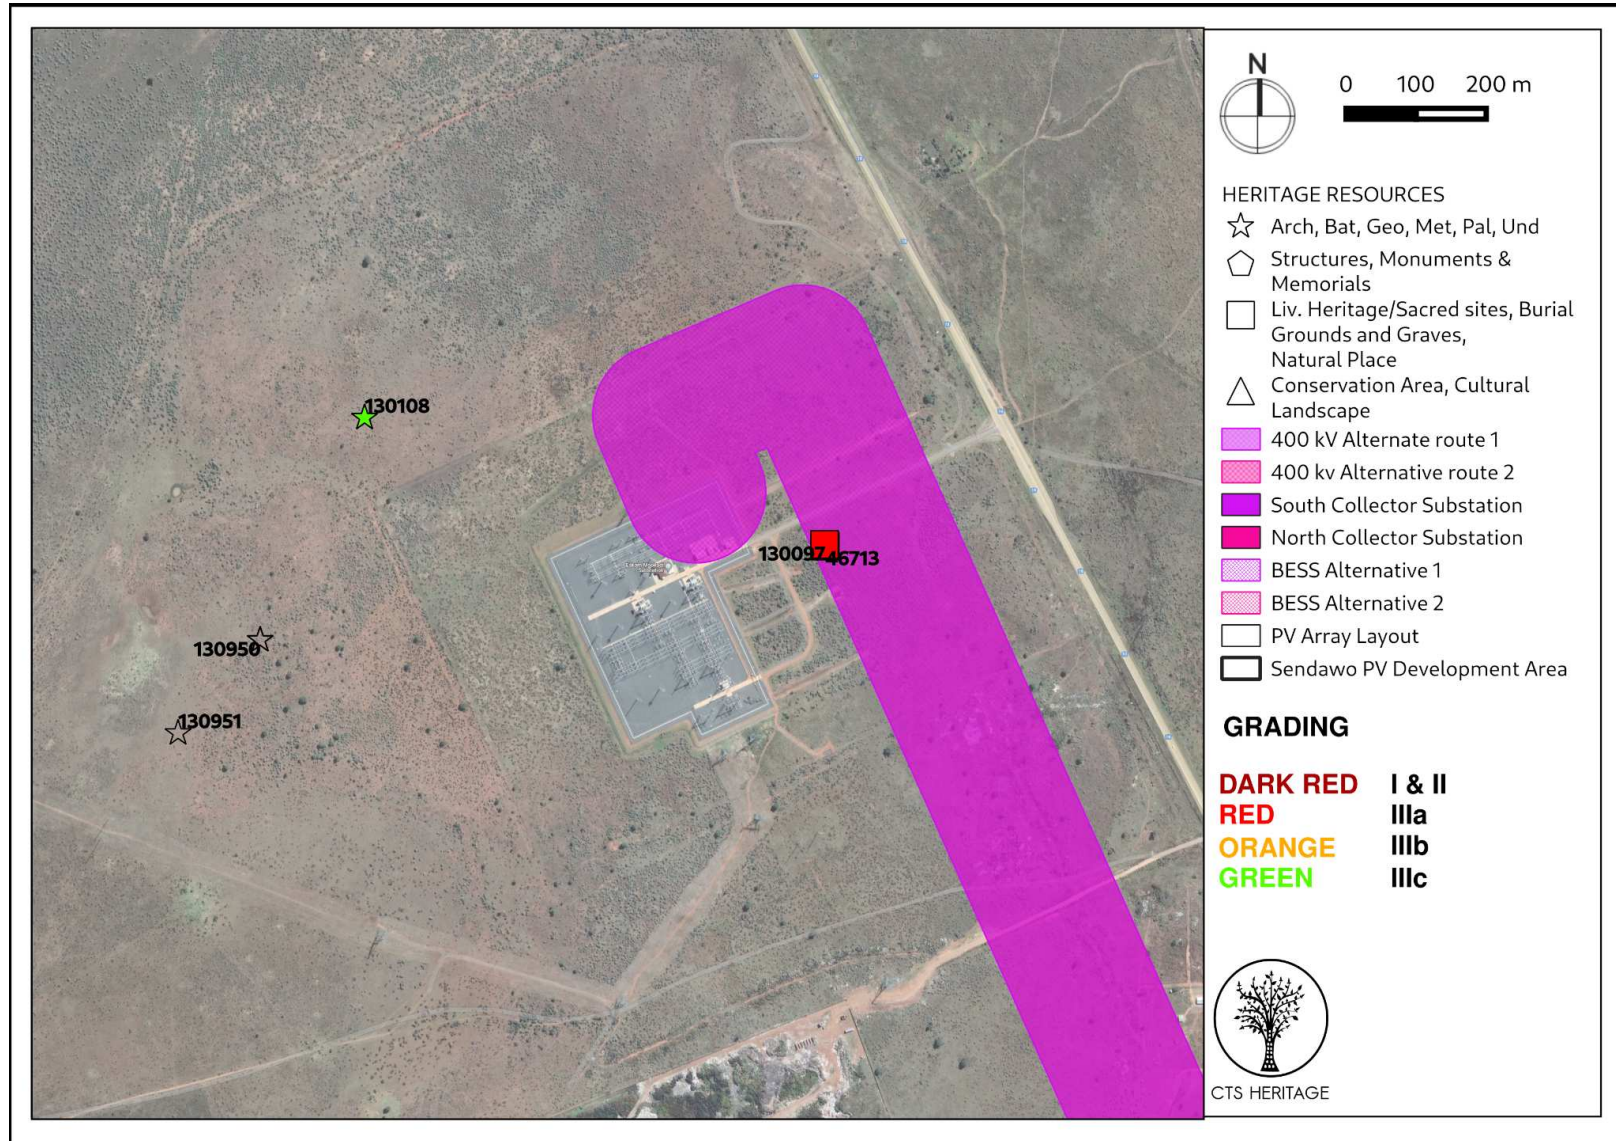 N
0 100 200 m
HERITAGE RESOURCES
Arch, Bat, Geo, Met, Pal, Und
Structures, Monuments &
Memorials
Liv. Heritage/Sacred sites, Burial
Grounds and Graves,
Natural Place
Conservation Area, Cultural
Landscape
400 kV Alternate route 1
400 kv Alternative route 2
South Collector Substation
North Collector Substation
BESS Alternative 1
BESS Alternative 2
PV Array Layout
Sendawo PV Development Area
GRADING
DARK RED I & II
RED IIIa
ORANGE IIIb
GREEN IIIc
CTS HERITAGE
130108
130097
46713
130950
130951